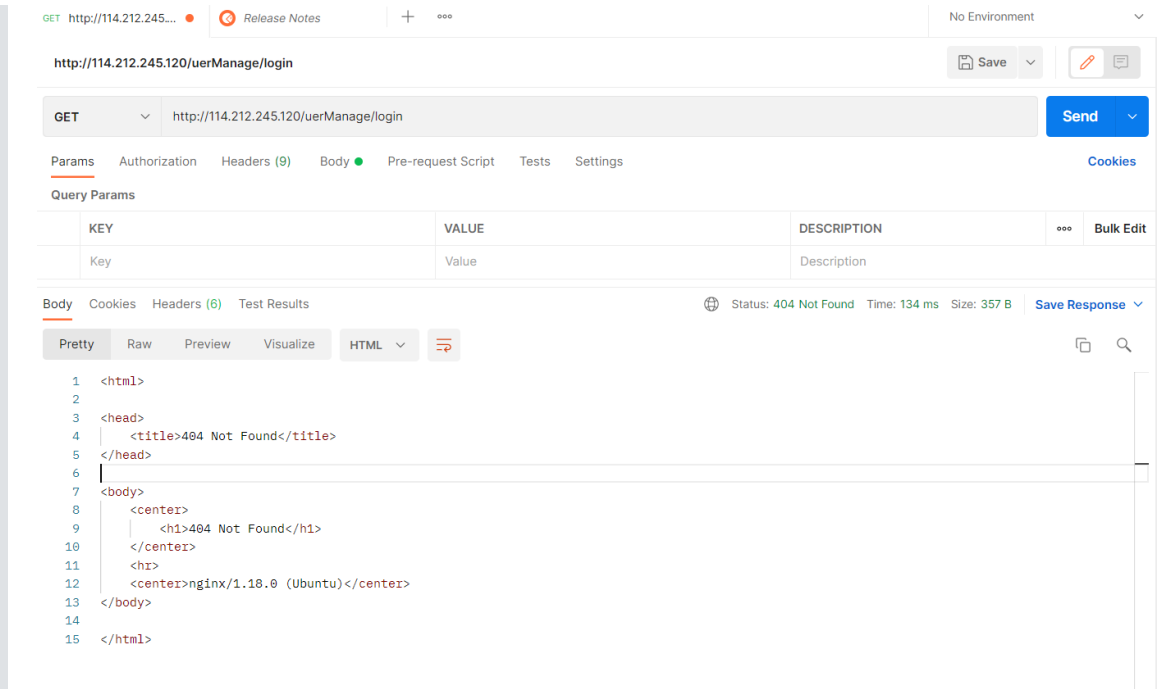 GET http://114.212.245.... Release Notes + ooo No Environment
http://114.212.245.120/uerManage/login Save
GET http://114.212.245.120/uerManage/login Send
Params Authorization Headers (9) Body Pre-request Script Tests Settings Cookies
Query Params
KEY VALUE DESCRIPTION ooo Bulk Edit
Key Value Description
Body Cookies Headers (6) Test Results Status: 404 Not Found Time: 134 ms Size: 357 B Save Response
Pretty Raw Preview Visualize HTML
1 <html>
2
3 <head>
4 <title>404 Not Found</title>
5 </head>
6
7 <body>
8 <center>
9 <h1>404 Not Found</h1>
10 </center>
11 <hr>
12 <center>nginx/1.18.0 (Ubuntu)</center>
13 </body>
14
15 </html>